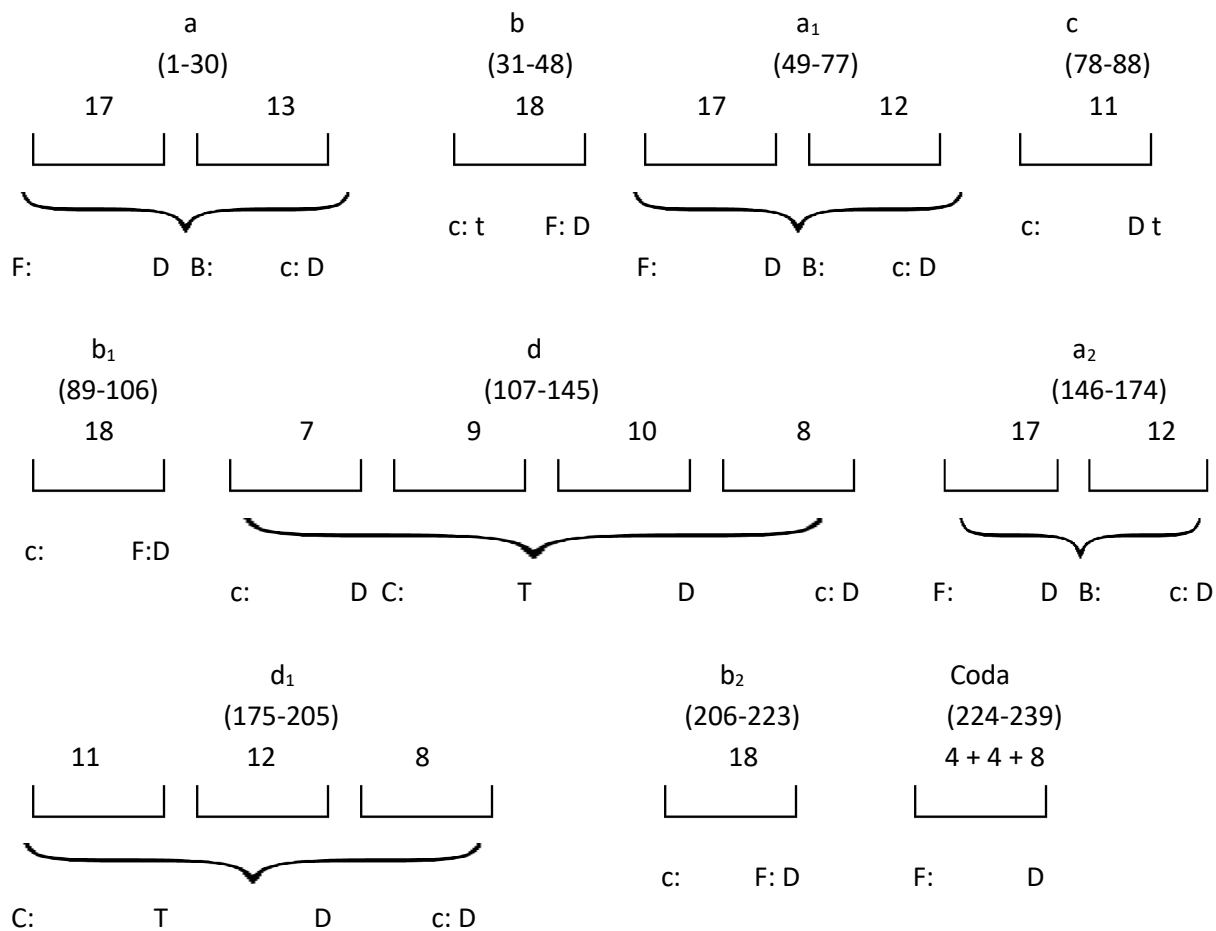 a b a₁ c
(1-30) (31-48) (49-77) (78-88)
17 13 18 17 12 11
c: t F: D c: D t
F: D B: c: D F: D B: c: D
b₁ d a₂
(89-106) (107-145) (146-174)
18 7 9 10 8 17 12
c: F:D c: D C: T D c: D F: D B: c: D
d₁ b₂ Coda
(175-205) (206-223) (224-239)
11 12 8 18 4 + 4 + 8
c: F: D F: D
C: T D c: D